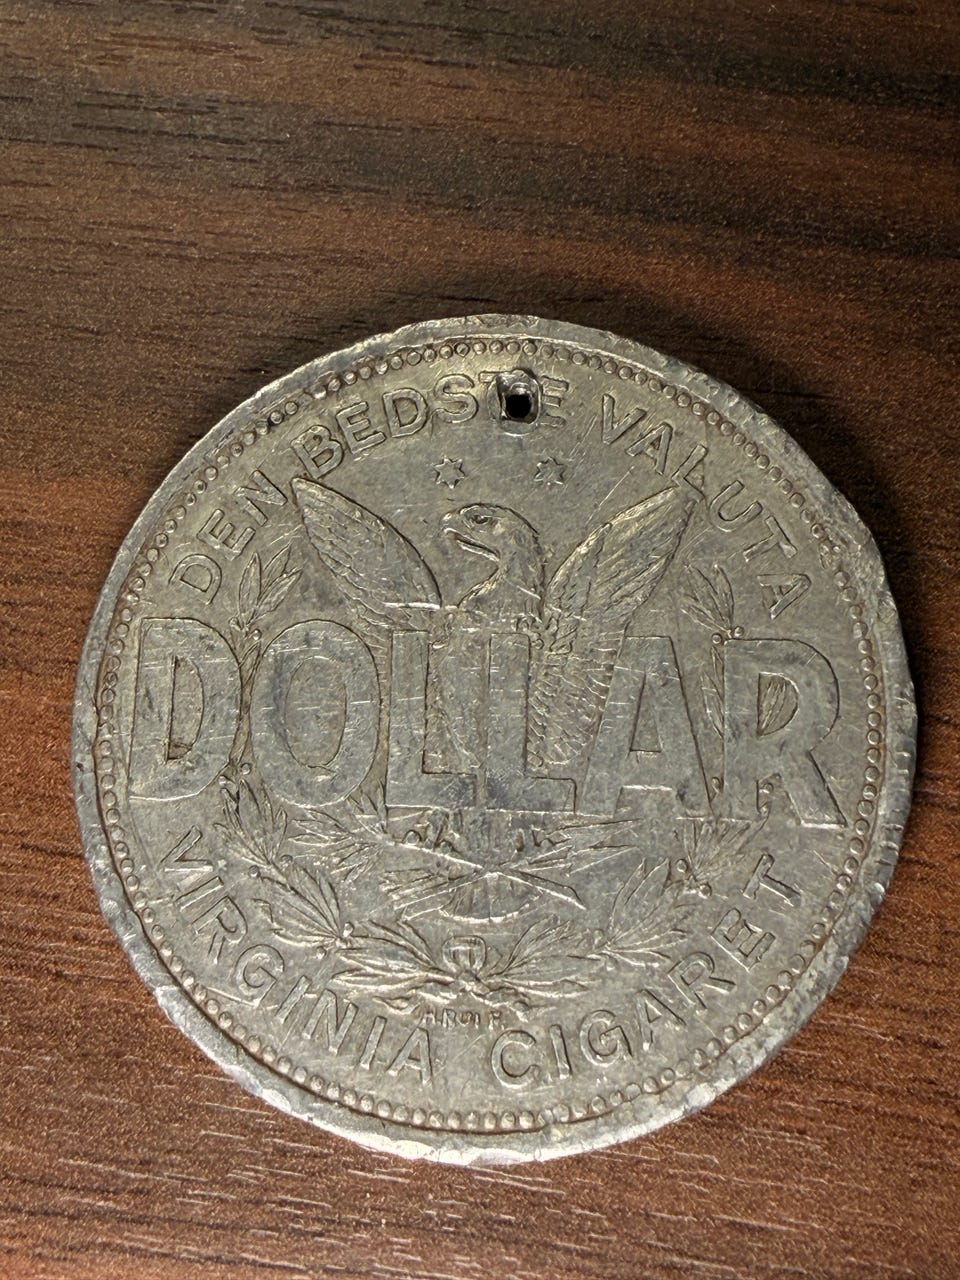 DEN BEDSTE VALUTA
DOLLAR
VIRGINIA CIGARET